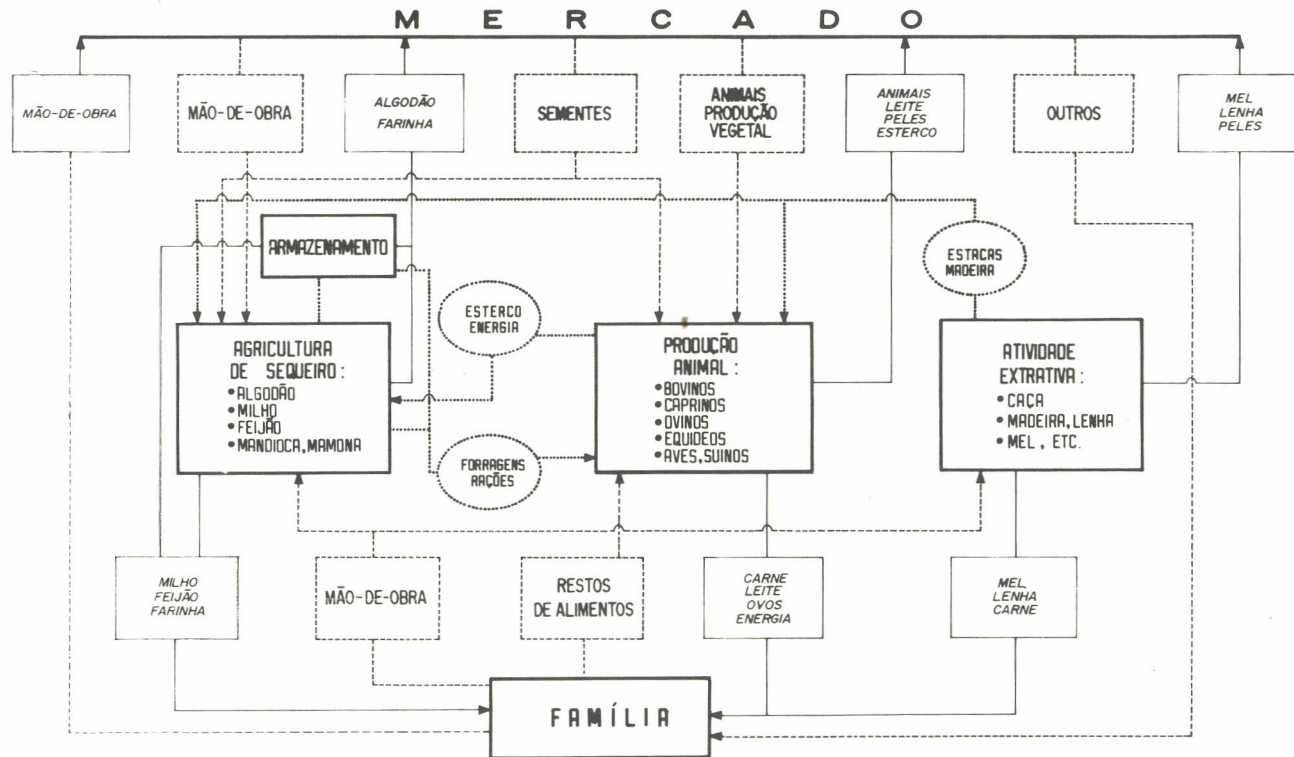 MERCADO
MÃO-DE-OBRA
MÃO-DE-OBRA
ALGODÃO
FARINHA
SEMENTES
ANIMAIS
PRODUÇÃO
VEGETAL
ANIMAIS
LEITE
PELES
ESTERCO
OUTROS
MEL
LENHA
PELES
ARMAZENAMENTO
ESTACAS
MADEIRA
ESTERCO
ENERGIA
AGRICULTURA
DE SEQUEIRO :
•ALGODÃO
•MILHO
•FEIJÃO
•MANDIOCA, MAMONA
PRODUÇÃO
ANIMAL :
•BOVINOS
•CAPRINOS
•OVINOS
•EQUIDEOS
•AVES, SUINOS
ATIVIDADE
EXTRATIVA :
• CAÇA
• MADEIRA, LENHA
• MEL, ETC.
FORRAGENS
RAÇÕES
MILHO
FEIJÃO
FARINHA
MÃO-DE-OBRA
RESTOS
DE ALIMENTOS
CARNE
LEITE
OVOS
ENERGIA
MEL
LENHA
CARNE
FAMÍLIA